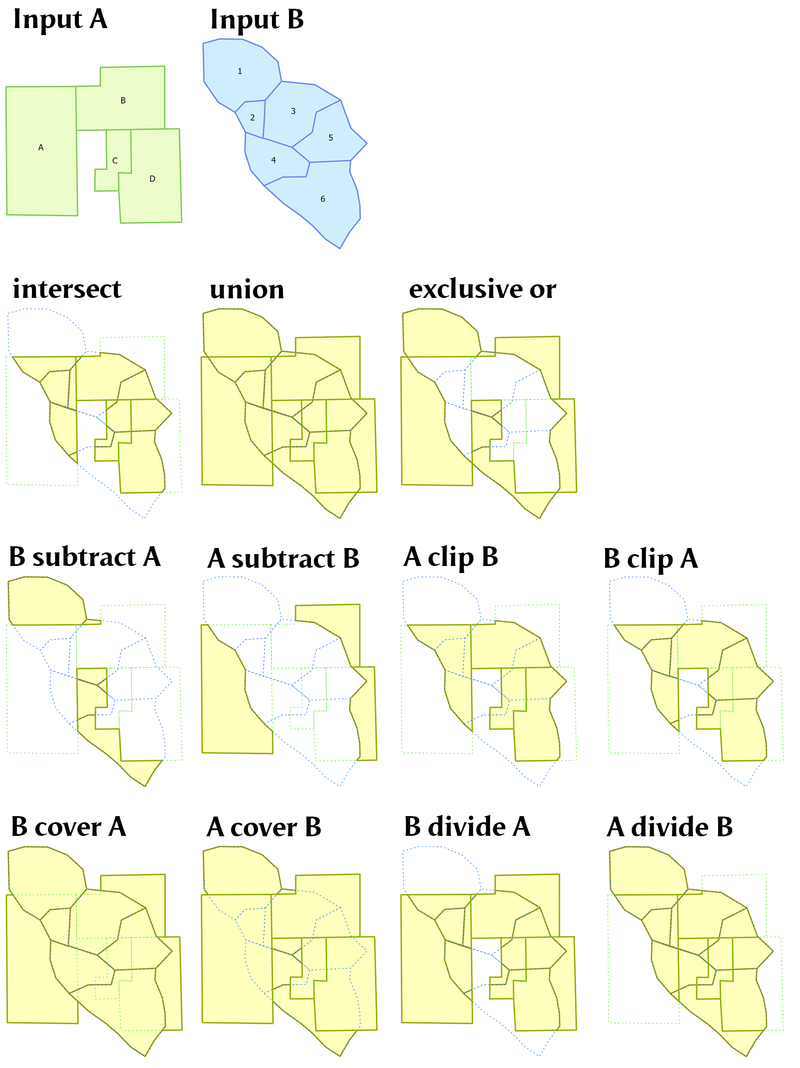 Input A
Input B
1
B
2
3
A
5
C
4
D
6
intersect
union
exclusive or
B subtract A
A subtract B
A clip B
B clip A
B cover A
A cover B
B divide A
A divide B